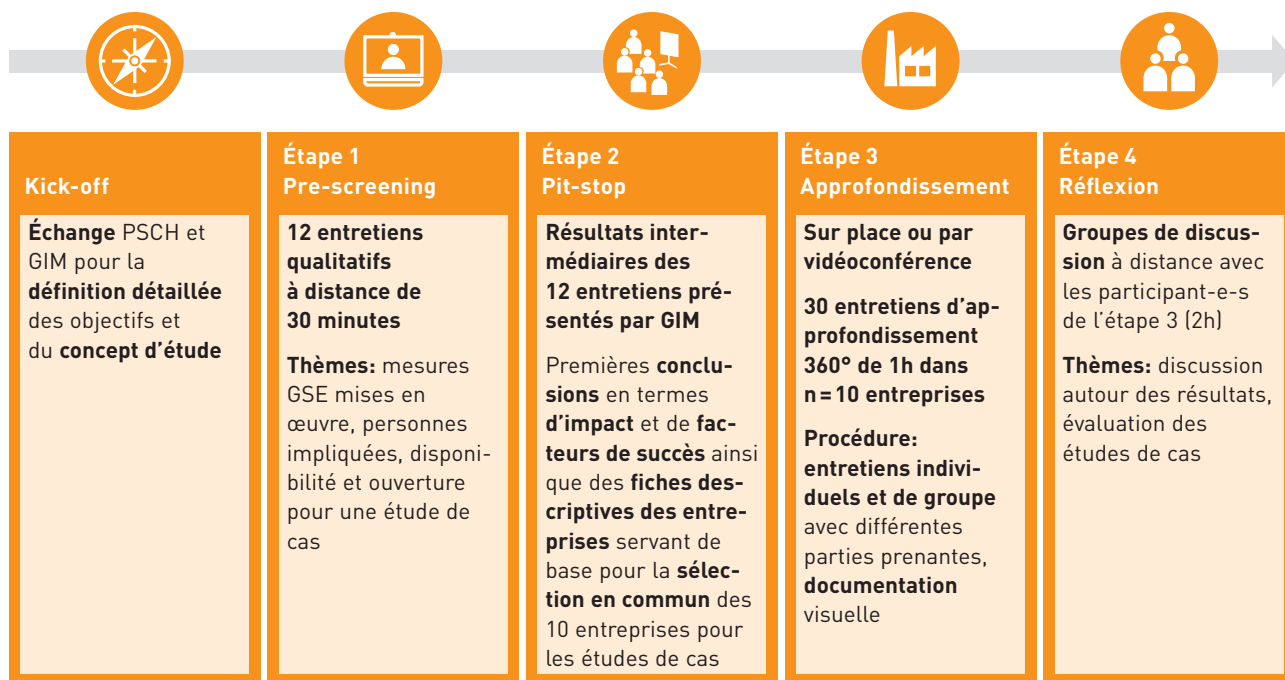 Kick-off
Échange PSCH et
GIM pour la
définition détaillée
des objectifs et
du concept d'étude
Étape 1
Pre-screening
12 entretiens
qualitatifs
à distance de
30 minutes
Thèmes: mesures
GSE mises en
œuvre, personnes
impliquées, disponi-
bilité et ouverture
pour une étude de
cas
Étape 2
Pit-stop
Résultats inter-
médiaires des
12 entretiens pré-
sentés par GIM
Premières conclu-
sions en termes
d'impact et de fac-
teurs de succès ainsi
que des fiches des-
criptives des entre-
prises servant de
base pour la sélec-
tion en commun des
10 entreprises pour
les études de cas
Étape 3
Approfondissement
Sur place ou par
vidéoconférence
30 entretiens d'ap-
profondissement
360° de 1h dans
n = 10 entreprises
Procédure:
entretiens indivi-
duels et de groupe
avec différentes
parties prenantes,
documentation
visuelle
Étape 4
Réflexion
Groupes de discus-
sion à distance avec
les participant-e-s
de l'étape 3 (2h)
Thèmes: discussion
autour des résultats,
évaluation des
études de cas